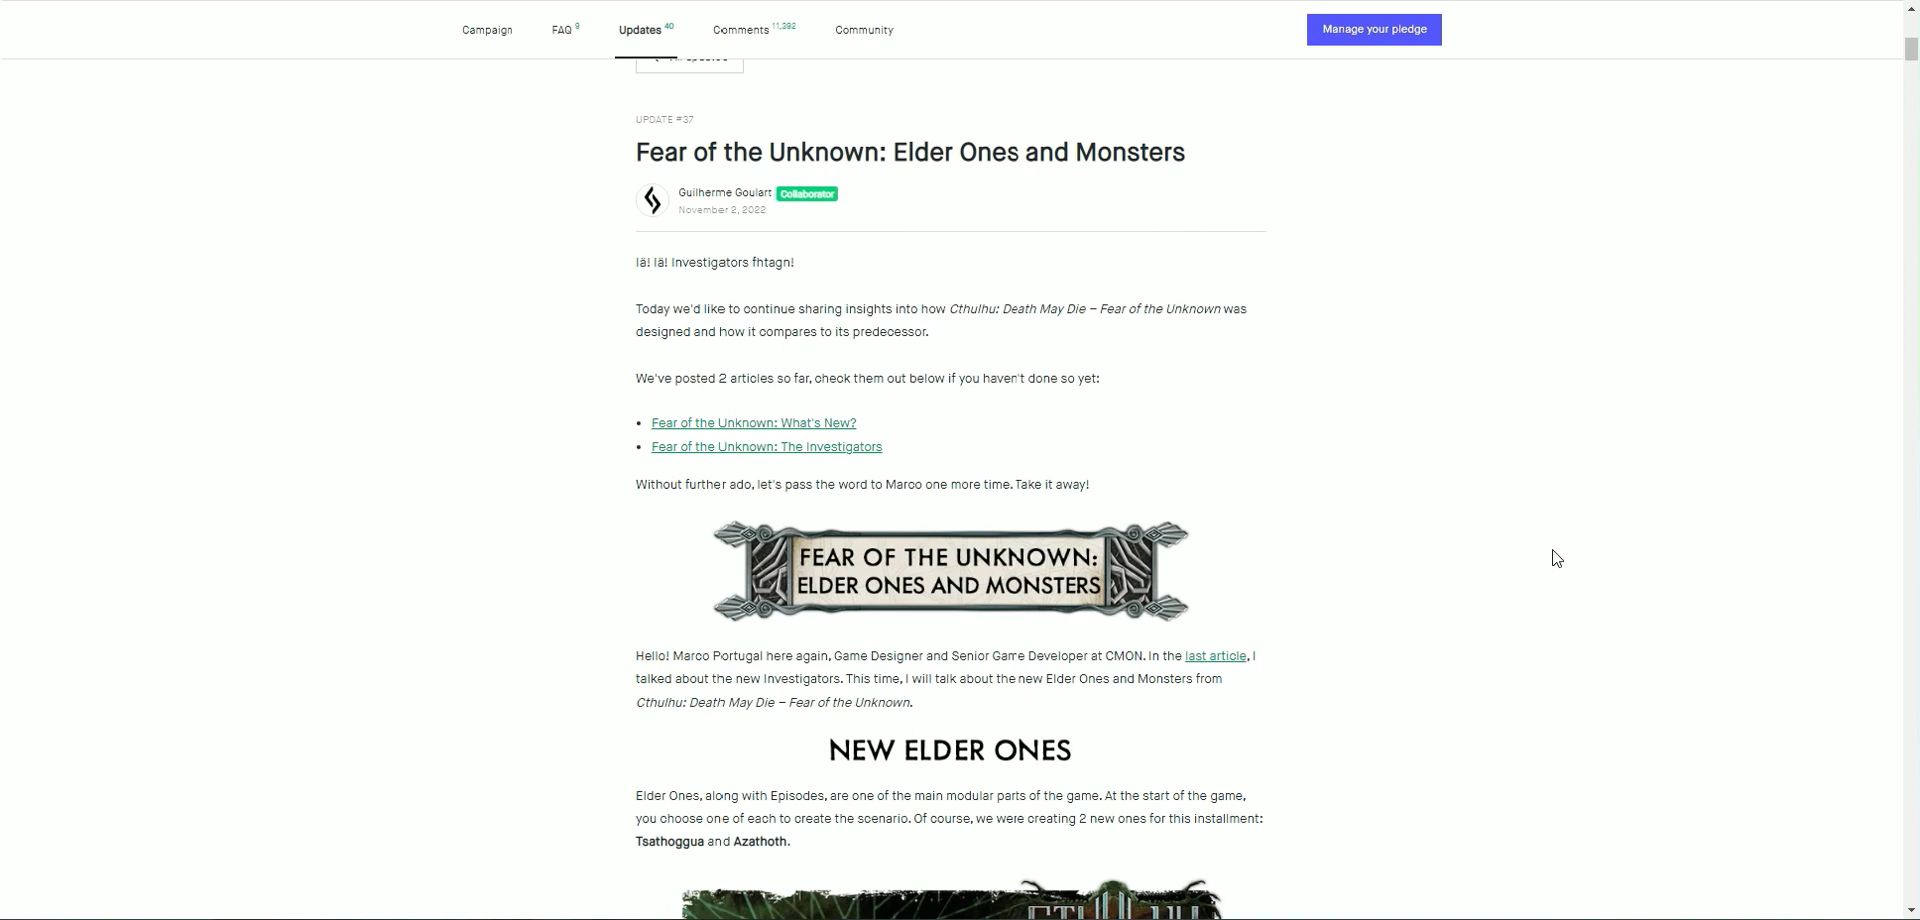 Campaign FAQ 9 Updates 40 Comments 11,392 Community Manage your pledge
UPDATE #37
Fear of the Unknown: Elder Ones and Monsters
Guilherme Goulart Collaborator
November 2, 2022
Iä! Iä! Investigators fhtagn!
Today we'd like to continue sharing insights into how Cthulhu: Death May Die – Fear of the Unknown was
designed and how it compares to its predecessor.
We've posted 2 articles so far, check them out below if you haven't done so yet:
• Fear of the Unknown: What's New?
• Fear of the Unknown: The Investigators
Without further ado, let's pass the word to Marco one more time. Take it away!
FEAR OF THE UNKNOWN:
ELDER ONES AND MONSTERS
Hello! Marco Portugal here again, Game Designer and Senior Game Developer at CMON. In the last article, I
talked about the new Investigators. This time, I will talk about the new Elder Ones and Monsters from
Cthulhu: Death May Die – Fear of the Unknown.
NEW ELDER ONES
Elder Ones, along with Episodes, are one of the main modular parts of the game. At the start of the game,
you choose one of each to create the scenario. Of course, we were creating 2 new ones for this installment:
Tsathoggua and Azathoth.